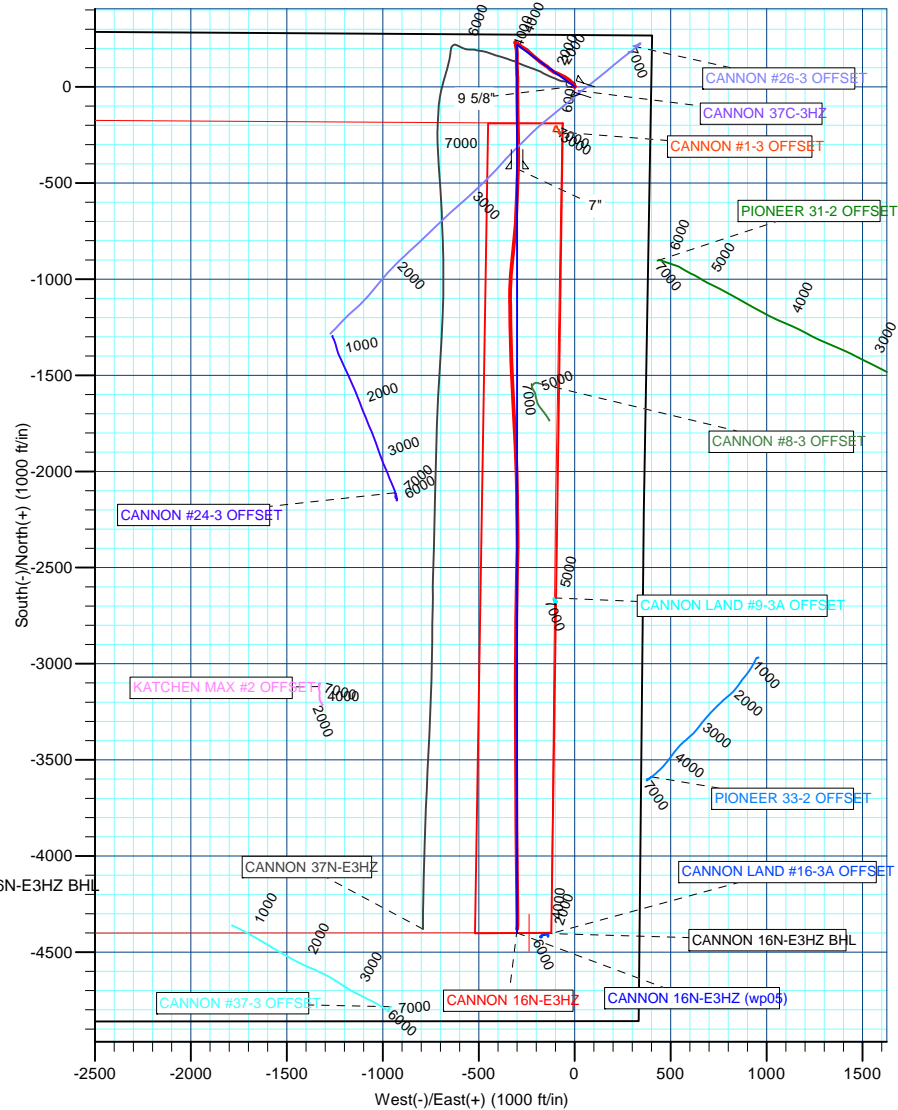 6000
4000
4000
2000
2000
7000
CANNON #26-3 OFFSET
0
9 5/8"
6000
CANNON 37C-3HZ
7000
7000
CANNON #1-3 OFFSET
-500
3000
7"
PIONEER 31-2 OFFSET
6000
5000
7000
-1000
2000
4000
3000
1000
-1500
5000
7000
2000
CANNON #8-3 OFFSET
3000
-2000
7000
6000
CANNON #24-3 OFFSET
South(-)/North(+) (1000 ft/in)
-2500
5000
7000
CANNON LAND #9-3A OFFSET
-3000
1000
KATCHEN MAX #2 OFFSET
7000
4000
2000
2000
3000
-3500
4000
7000
PIONEER 33-2 OFFSET
-4000
CANNON 37N-E3HZ
CANNON LAND #16-3A OFFSET
6N-E3HZ BHL
1000
2000
2000
CANNON 16N-E3HZ BHL
-4500
3000
6000
CANNON #37-3 OFFSET
7000
6000
CANNON 16N-E3HZ
CANNON 16N-E3HZ (wp05)
-2500 -2000 -1500 -1000 -500 0 500 1000 1500
West(-)/East(+) (1000 ft/in)